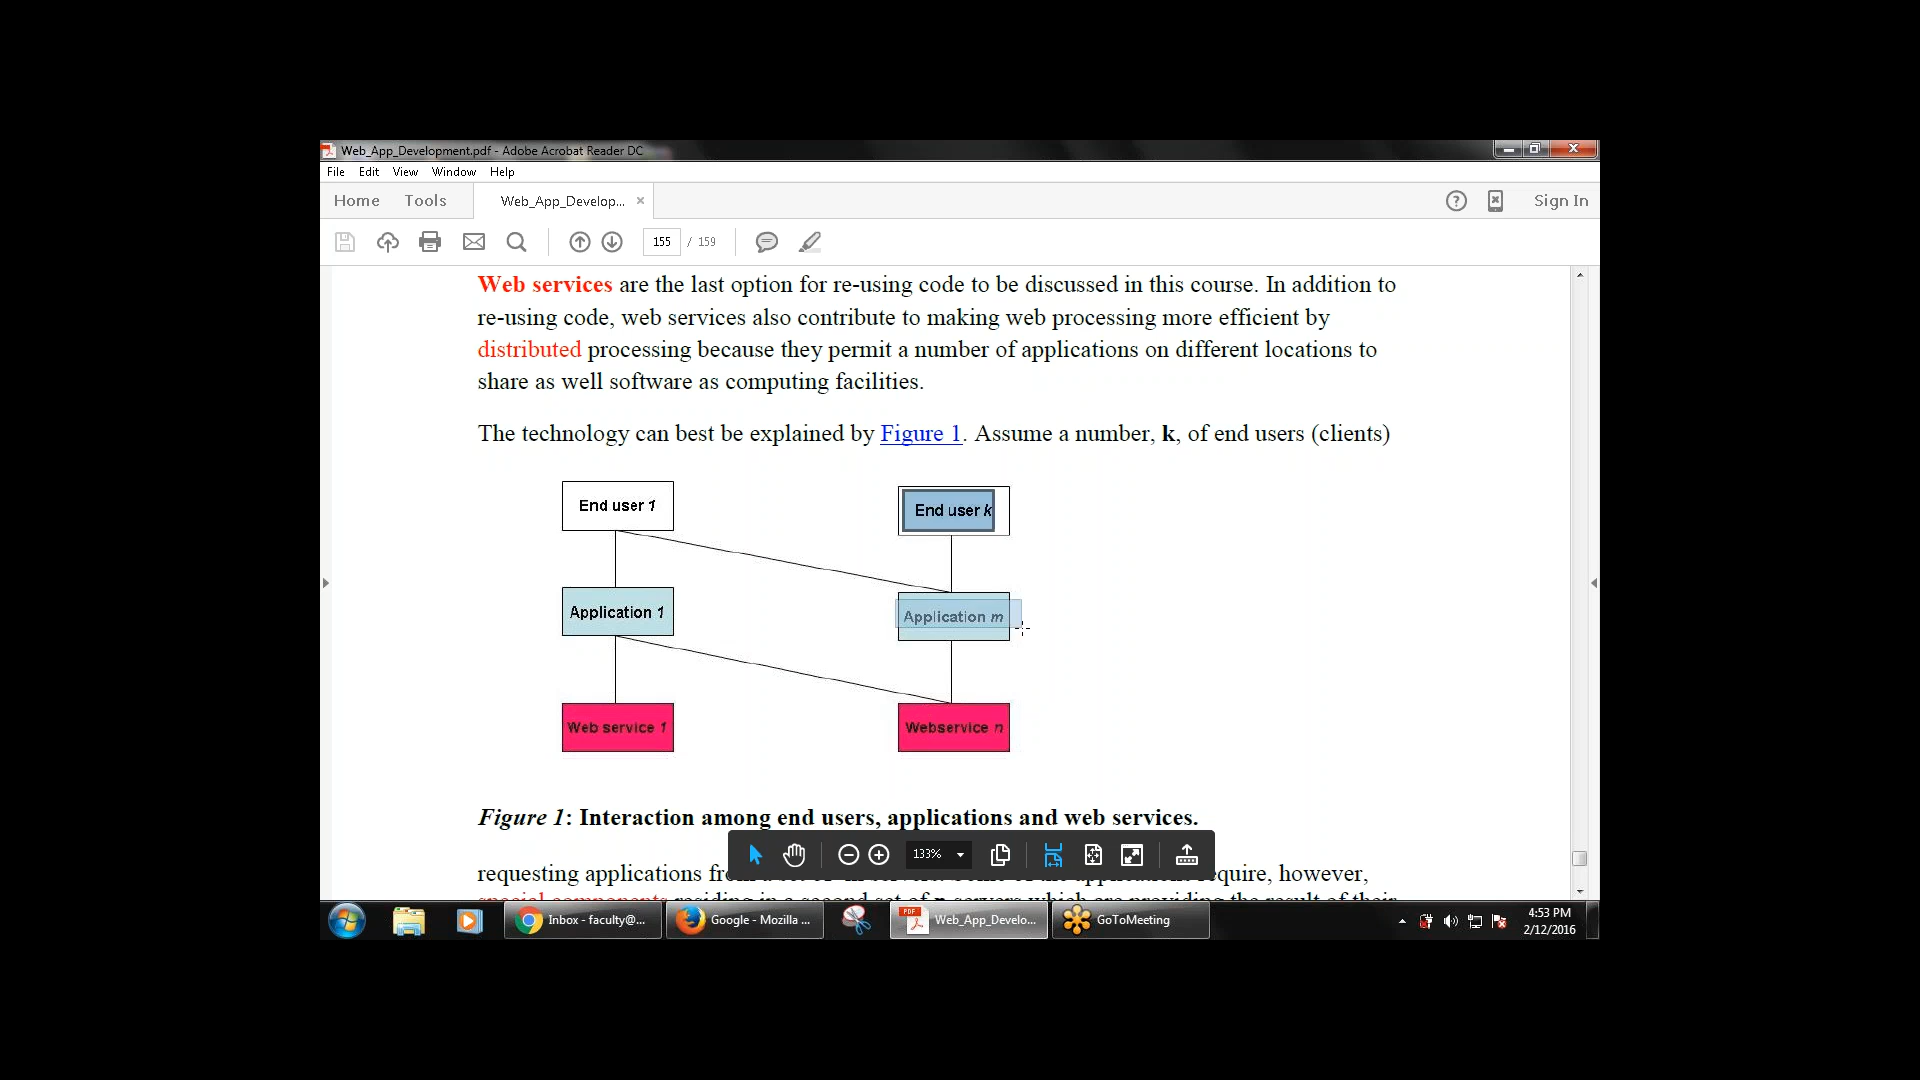 Web_App_Development.pdf - Adobe Acrobat Reader DC
File Edit View Window Help
Home Tools Web_App_Develop... × Sign In
155 / 159
Web services are the last option for re-using code to be discussed in this course. In addition to
re-using code, web services also contribute to making web processing more efficient by
distributed processing because they permit a number of applications on different locations to
share as well software as computing facilities.
The technology can best be explained by Figure 1. Assume a number, k, of end users (clients)
End user 1 End user k
Application 1 Application m
Web service 1 Webservice n
Figure 1: Interaction among end users, applications and web services.
133%
requesting applications
require, however,
Inbox - faculty@... Google - Mozilla ... Web_App_Develo... GoToMeeting
4:53 PM
2/12/2016